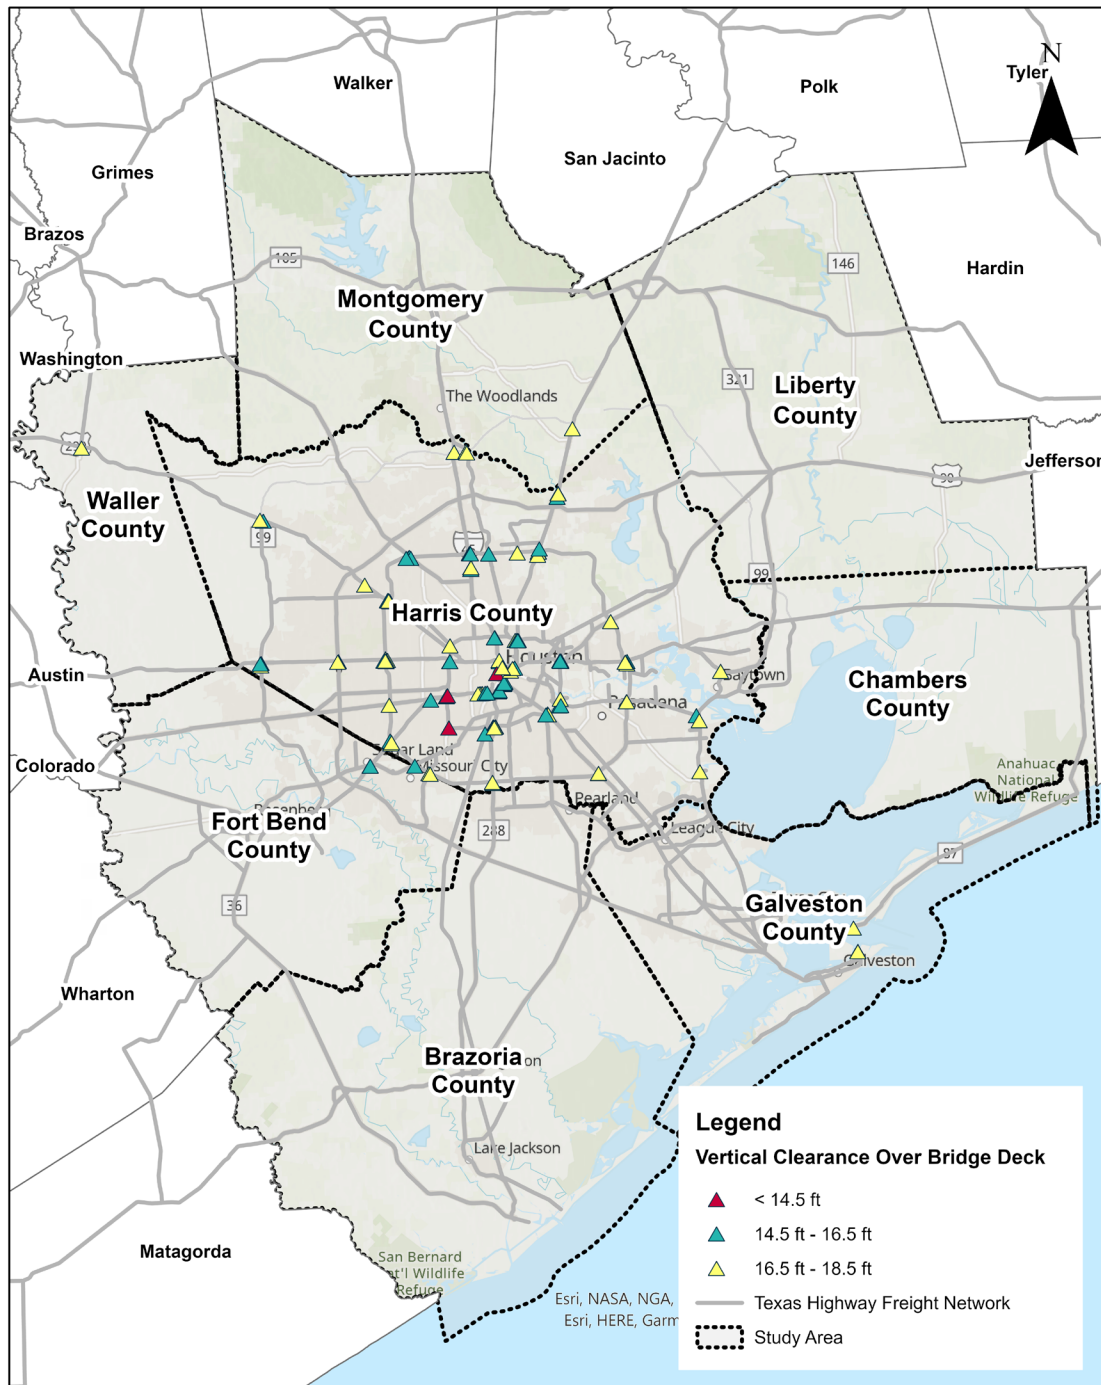 N
Walker
Polk
Tyler
San Jacinto
Grimes
Brazos
105
146
Hardin
Montgomery
County
Washington
321
Liberty
County
The Woodlands
Jefferson
90
Waller
County
99
45
99
Harris County
Houston
Austin
Baytown
Chambers
County
Pasadena
Sugar Land
Missouri City
Colorado
Anahuac
National
Wildlife Refuge
Pearland
Fort Bend
County
288
League City
87
36
Galveston
County
Galveston
Wharton
Brazoria
County
Lake Jackson
Matagorda
San Bernard
Nat'l Wildlife
Refuge
Esri, NASA, NGA,
Esri, HERE, Garm
Legend
Vertical Clearance Over Bridge Deck
< 14.5 ft
14.5 ft - 16.5 ft
16.5 ft - 18.5 ft
Texas Highway Freight Network
Study Area